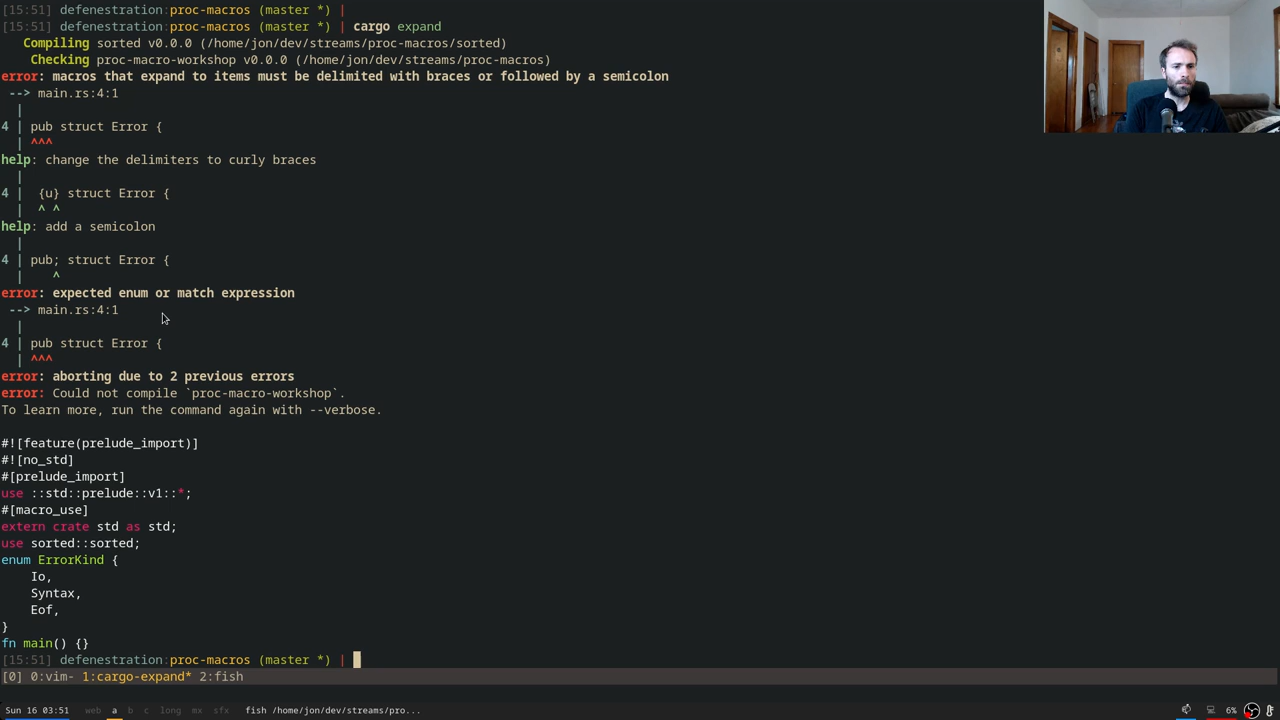 [15:51] defenestration:proc-macros (master *) |
[15:51] defenestration:proc-macros (master *) | cargo expand
   Compiling sorted v0.0.0 (/home/jon/dev/streams/proc-macros/sorted)
    Checking proc-macro-workshop v0.0.0 (/home/jon/dev/streams/proc-macros)
error: macros that expand to items must be delimited with braces or followed by a semicolon
 --> main.rs:4:1
  |
4 | pub struct Error {
  | ^^^
help: change the delimiters to curly braces
  |
4 |  {u} struct Error {
  |  ^ ^
help: add a semicolon
  |
4 | pub; struct Error {
  |    ^
error: expected enum or match expression
 --> main.rs:4:1
  |
4 | pub struct Error {
  | ^^^
error: aborting due to 2 previous errors
error: Could not compile `proc-macro-workshop`.
To learn more, run the command again with --verbose.
#![feature(prelude_import)]
#![no_std]
#[prelude_import]
use ::std::prelude::v1::*;
#[macro_use]
extern crate std as std;
use sorted::sorted;
enum ErrorKind {
    Io,
    Syntax,
    Eof,
}
fn main() {}
[15:51] defenestration:proc-macros (master *) |
[0] 0:vim- 1:cargo-expand* 2:fish
Sun 16 03:51 web a b c long mx sfx fish /home/jon/dev/streams/pro... 6%